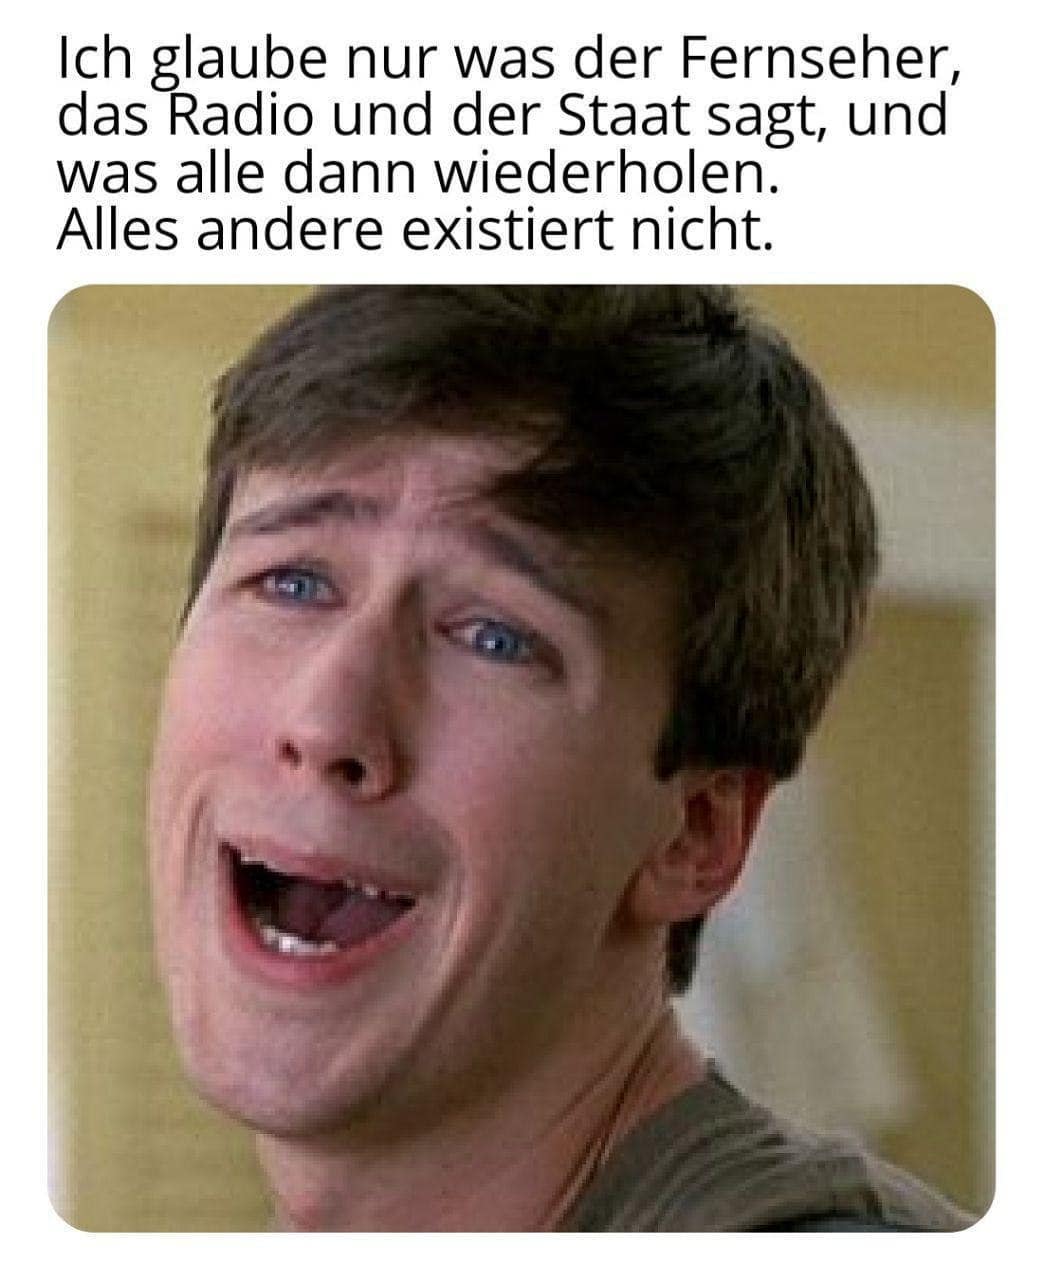 Ich glaube nur was der Fernseher,
das Radio und der Staat sagt, und
was alle dann wiederholen.
Alles andere existiert nicht.